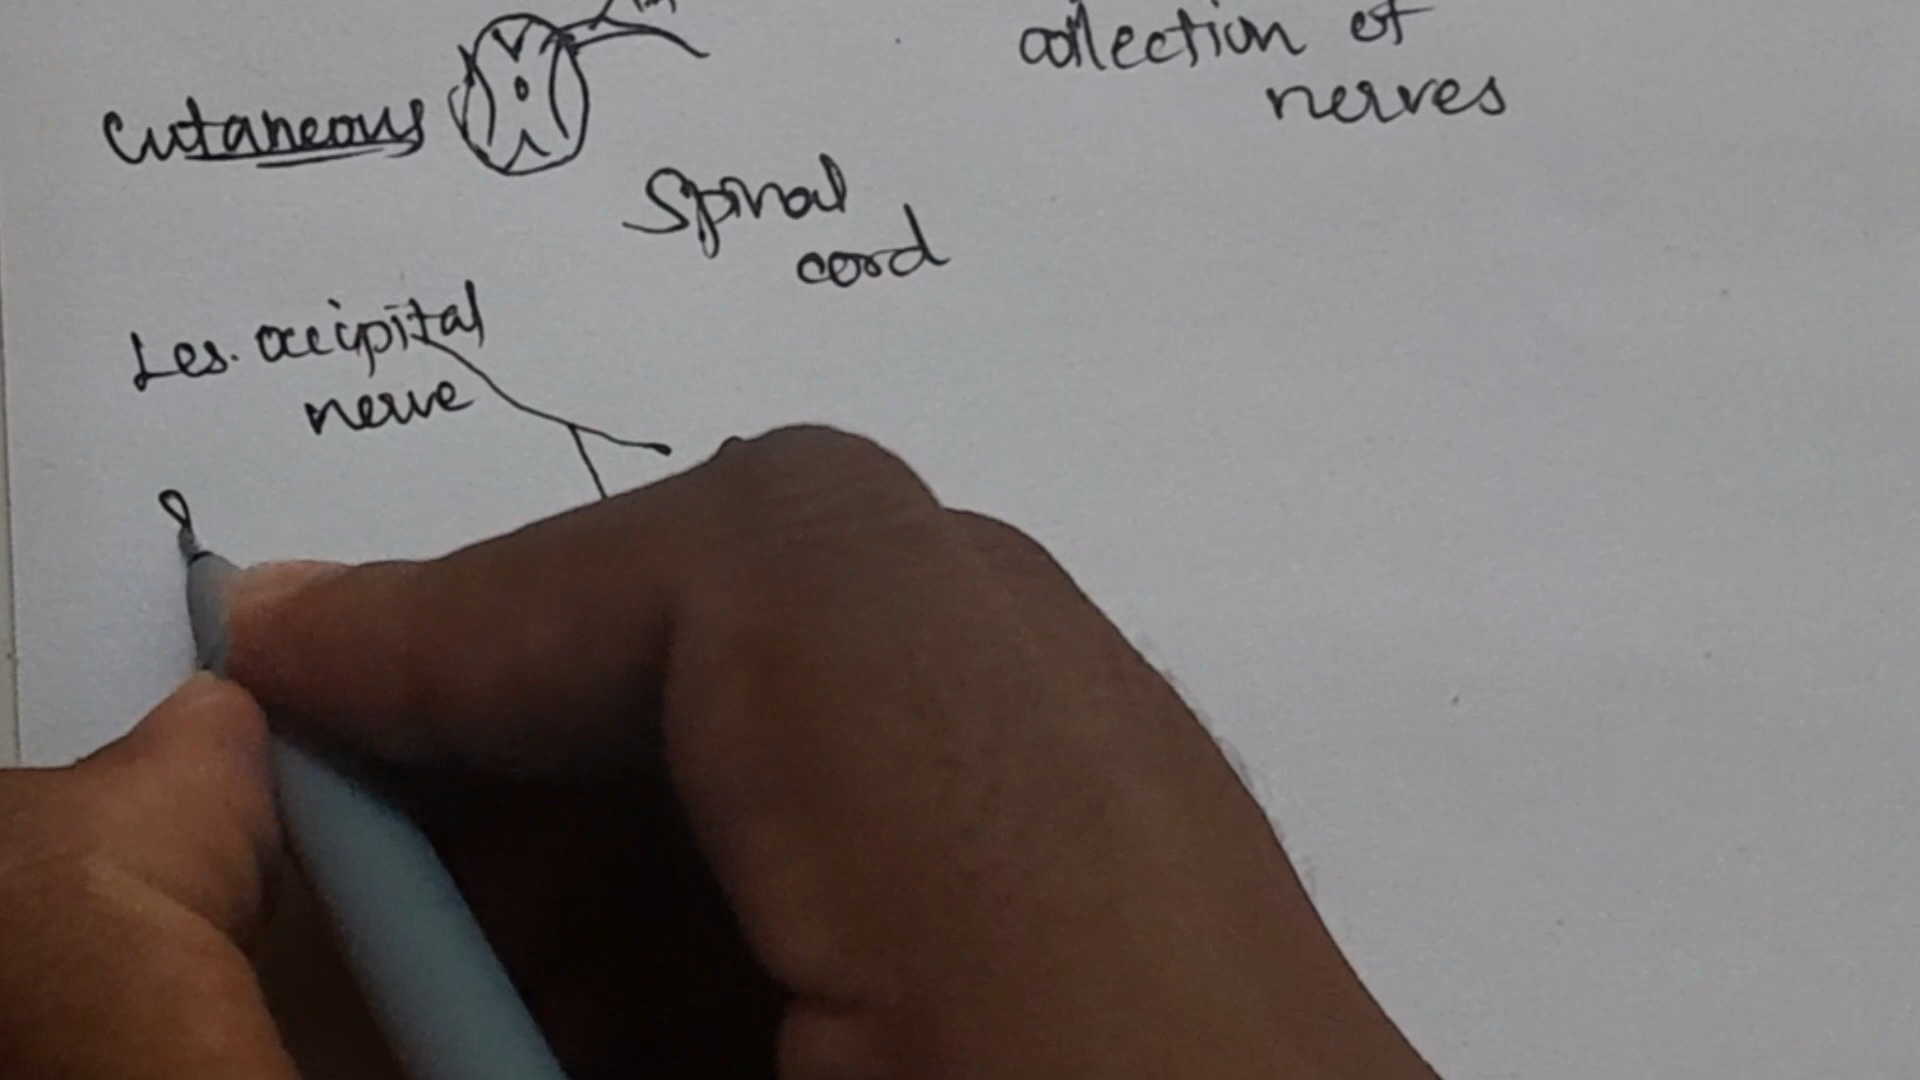 collection of
nerves
cutaneous
Spinal
cord
Les. occipital
nerve